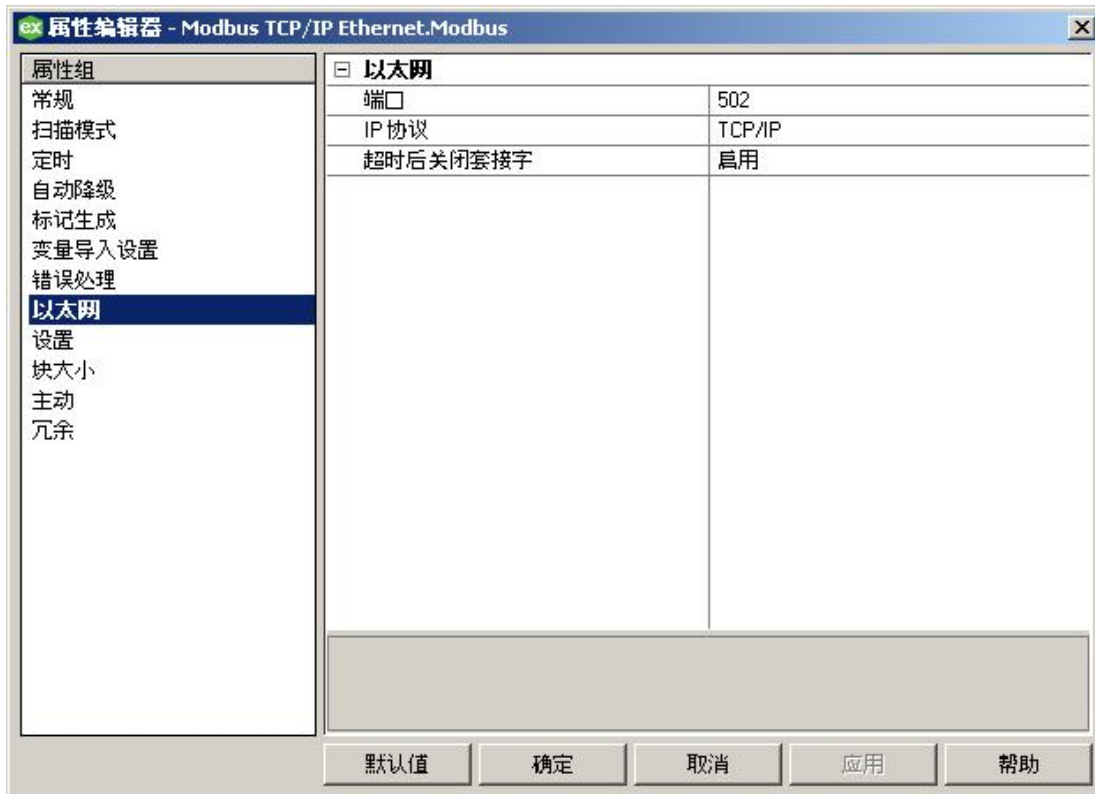 ex 属性编辑器 - Modbus TCP/IP Ethernet.Modbus
属性组
常规
扫描模式
定时
自动降级
标记生成
变量导入设置
错误处理
以太网
设置
块大小
主动
冗余
以太网
端口 502
IP 协议 TCP/IP
超时后关闭套接字 启用
默认值 确定 取消 应用 帮助